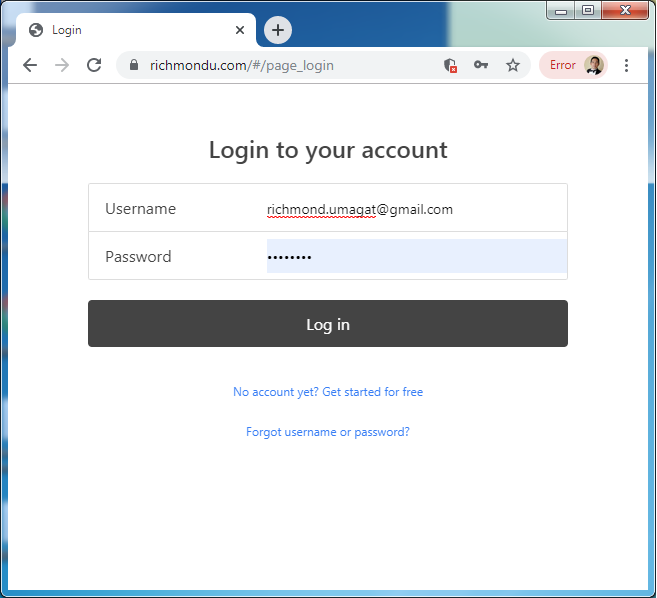 Login
richmondu.com/#/page_login
Error
Login to your account
Username
richmond.umagat@gmail.com
Password
••••••••
Log in
No account yet? Get started for free
Forgot username or password?